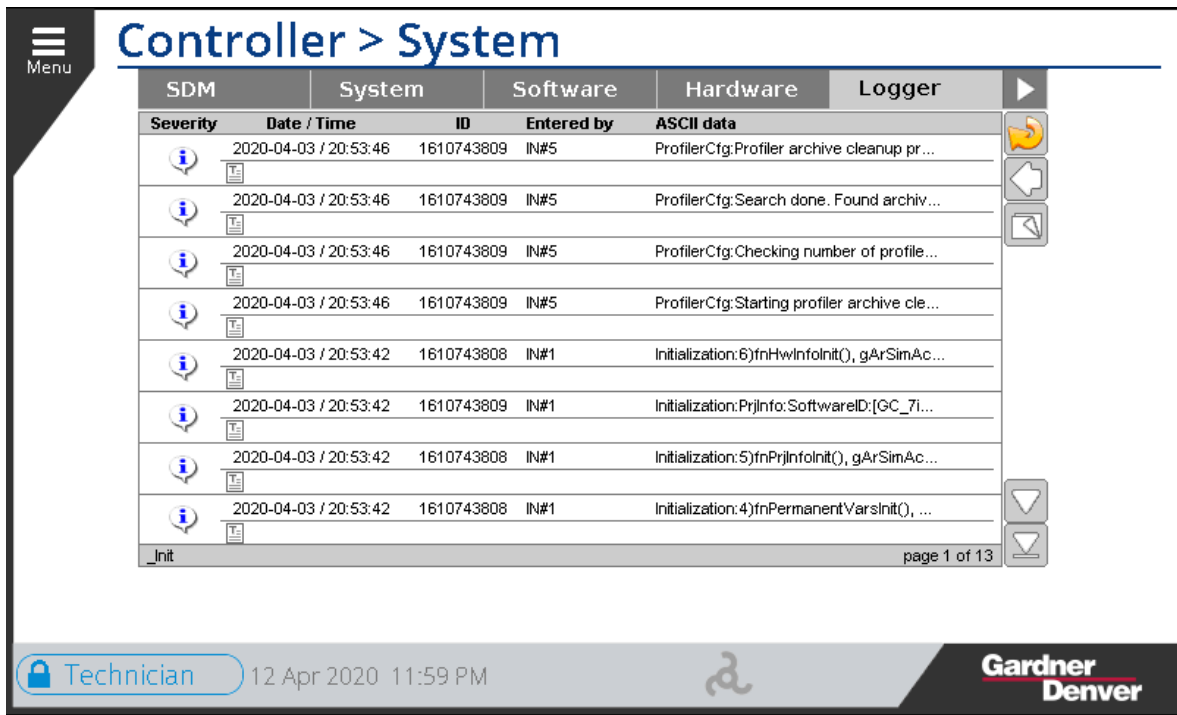 Menu
Controller > System
SDM System Software Hardware Logger
Severity Date / Time ID Entered by ASCII data
2020-04-03 / 20:53:46 1610743809 IN#5 ProfilerCfg:Profiler archive cleanup pr...
2020-04-03 / 20:53:46 1610743809 IN#5 ProfilerCfg:Search done. Found archiv...
2020-04-03 / 20:53:46 1610743809 IN#5 ProfilerCfg:Checking number of profile...
2020-04-03 / 20:53:46 1610743809 IN#5 ProfilerCfg:Starting profiler archive cle...
2020-04-03 / 20:53:42 1610743808 IN#1 Initialization:6)fnHwInfoInit(), gArSimAc...
2020-04-03 / 20:53:42 1610743809 IN#1 Initialization:PrjInfo:SoftwareID:[GC_7i...
2020-04-03 / 20:53:42 1610743808 IN#1 Initialization:5)fnPrjInfoInit(), gArSimAc...
2020-04-03 / 20:53:42 1610743808 IN#1 Initialization:4)fnPermanentVarsInit(), ...
_Init page 1 of 13
Technician 12 Apr 2020 11:59 PM
Gardner
Denver